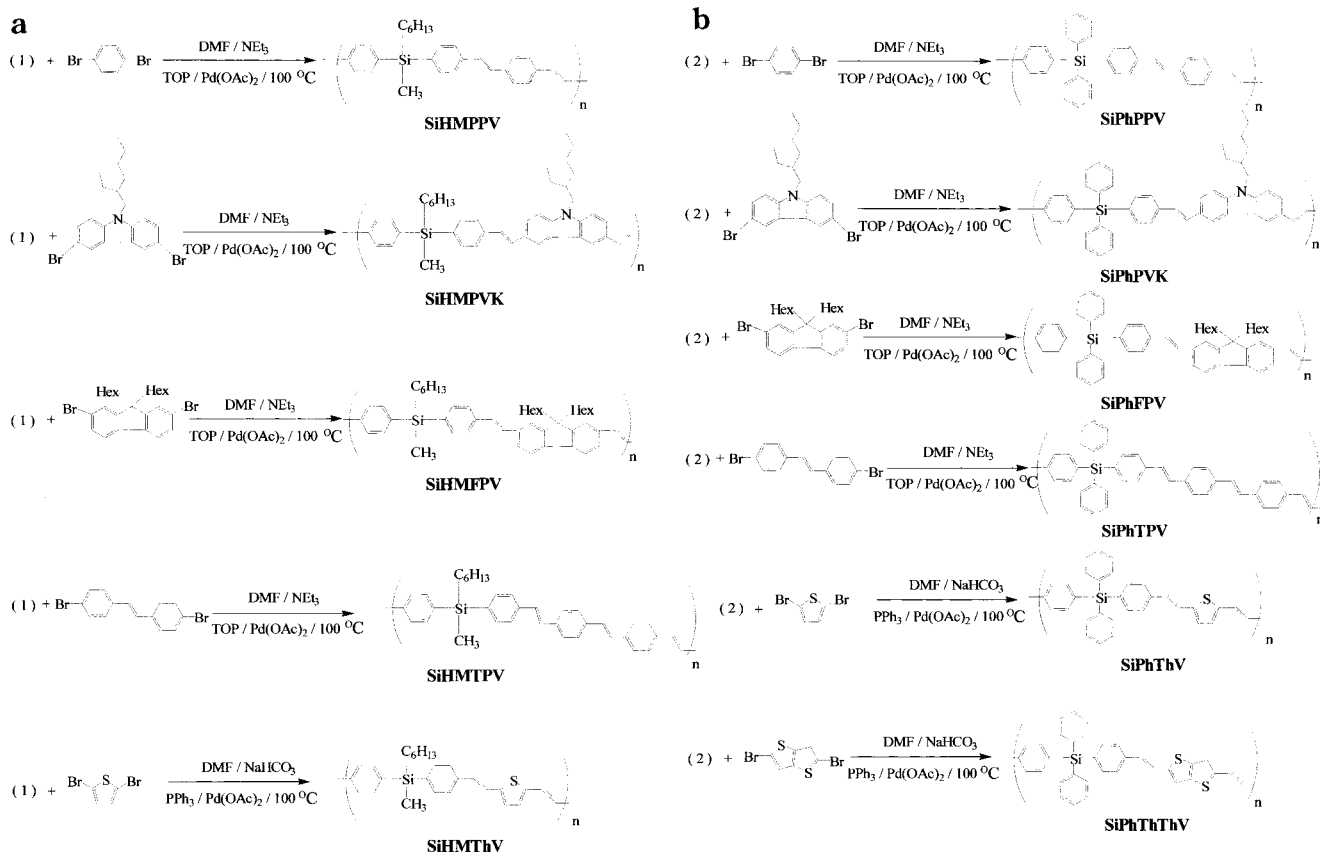 a
(1) + Br Br
DMF / NEt3
TOP / Pd(OAc)2 / 100 °C
C6H13
Si
CH3
n
SiHMPPV
(1) +
N
Br Br
DMF / NEt3
TOP / Pd(OAc)2 / 100 °C
C6H13
Si
CH3
N
n
SiHMPVK
(1) + Br Hex Hex Br
DMF / NEt3
TOP / Pd(OAc)2 / 100 °C
C6H13
Si
CH3
Hex Hex
n
SiHMFPV
(1) + Br Br
DMF / NEt3
TOP / Pd(OAc)2 / 100 °C
C6H13
Si
CH3
n
SiHMTPV
(1) + Br S Br
DMF / NaHCO3
PPh3 / Pd(OAc)2 / 100 °C
C6H13
Si
CH3
S
n
SiHMThV
b
(2) + Br Br
DMF / NEt3
TOP / Pd(OAc)2 / 100 °C
Si
n
SiPhPPV
(2) +
N
Br Br
DMF / NEt3
TOP / Pd(OAc)2 / 100 °C
Si
N
n
SiPhPVK
(2) + Br Hex Hex Br
DMF / NEt3
TOP / Pd(OAc)2 / 100 °C
Si
Hex Hex
n
SiPhFPV
(2) + Br Br
DMF / NEt3
TOP / Pd(OAc)2 / 100 °C
Si
n
SiPhTPV
(2) + Br S Br
DMF / NaHCO3
PPh3 / Pd(OAc)2 / 100 °C
Si
S
n
SiPhThV
(2) + Br S S Br
DMF / NaHCO3
PPh3 / Pd(OAc)2 / 100 °C
Si
S
S
n
SiPhThThV